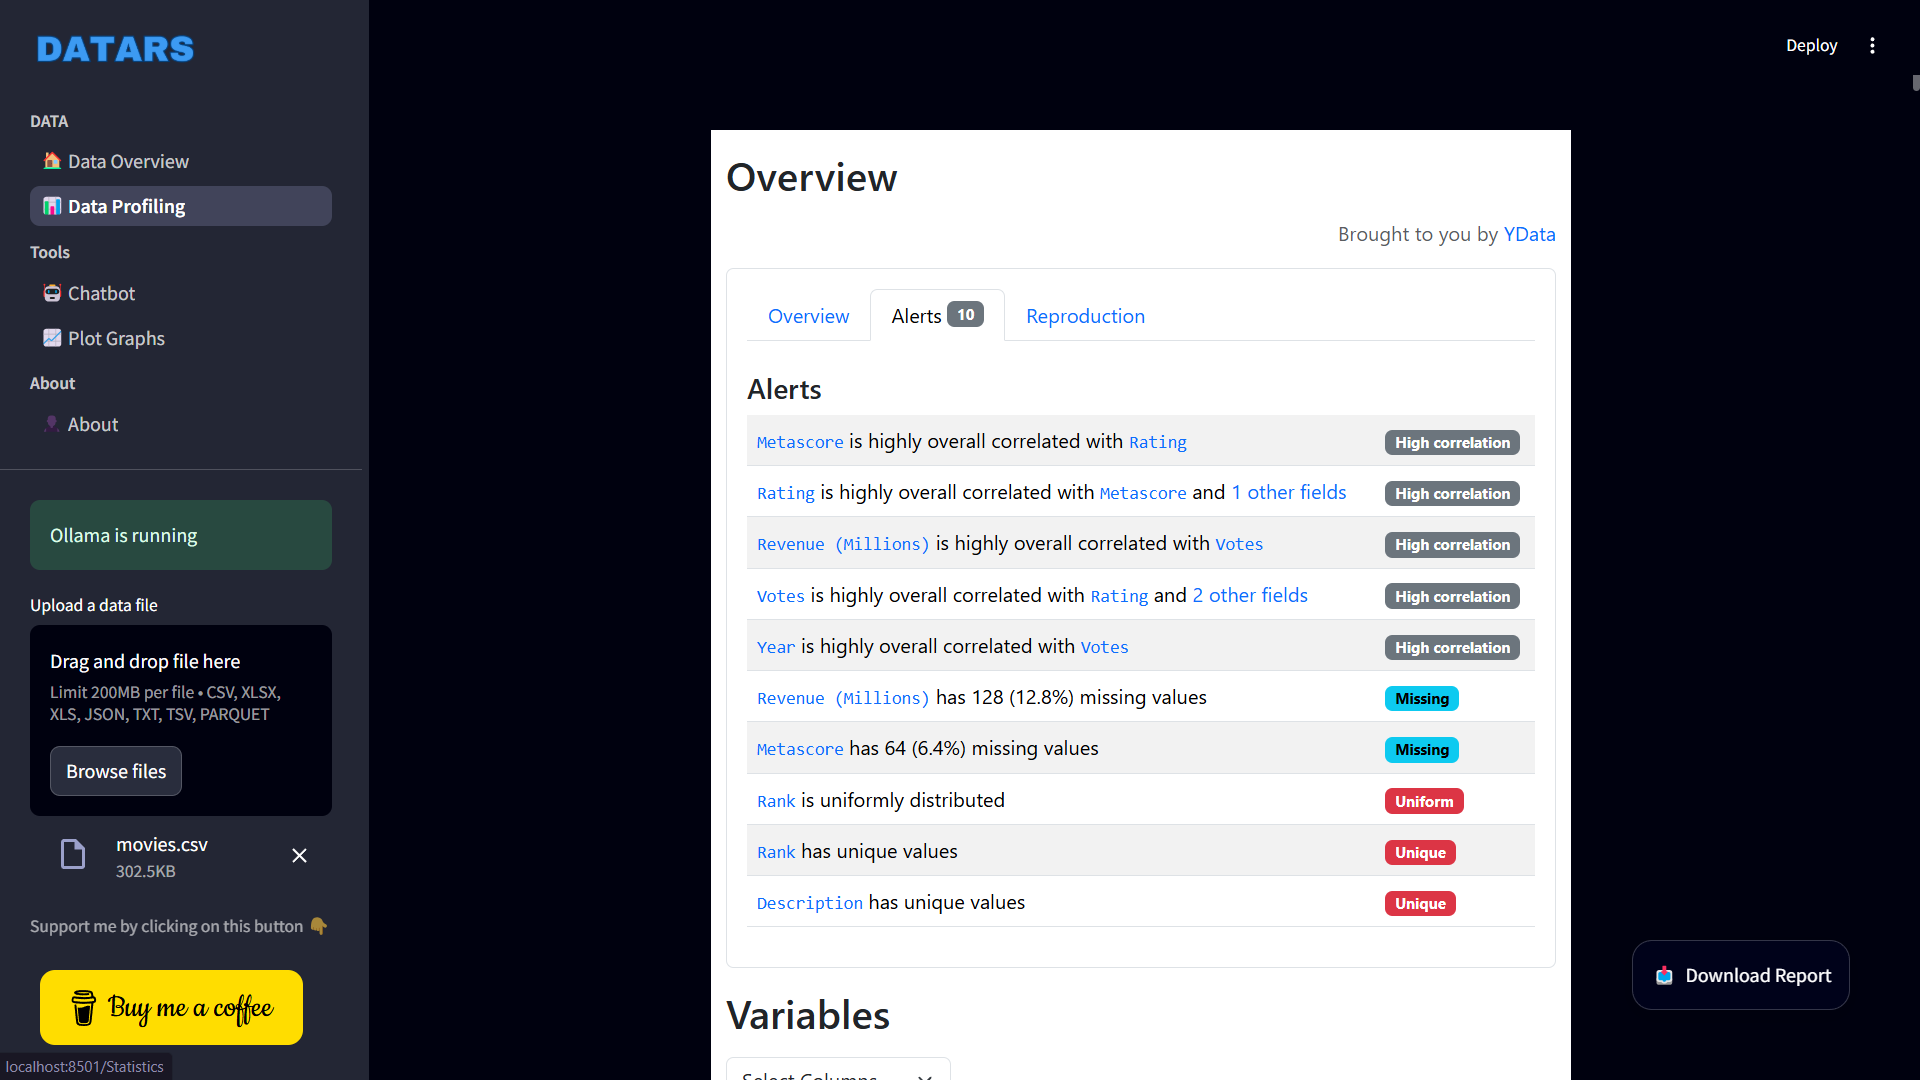 DATARS
DATA
Data Overview
Data Profiling
Tools
Chatbot
Plot Graphs
About
About
Ollama is running
Upload a data file
Drag and drop file here
Limit 200MB per file • CSV, XLSX,
XLS, JSON, TXT, TSV, PARQUET
Browse files
movies.csv
302.5KB
Support me by clicking on this button
Buy me a coffee
localhost:8501/Statistics
Deploy
Overview
Brought to you by YData
Overview
Alerts 10
Reproduction
Alerts
Metascore is highly overall correlated with Rating High correlation
Rating is highly overall correlated with Metascore and 1 other fields High correlation
Revenue (Millions) is highly overall correlated with Votes High correlation
Votes is highly overall correlated with Rating and 2 other fields High correlation
Year is highly overall correlated with Votes High correlation
Revenue (Millions) has 128 (12.8%) missing values Missing
Metascore has 64 (6.4%) missing values Missing
Rank is uniformly distributed Uniform
Rank has unique values Unique
Description has unique values Unique
Download Report
Variables
Select Columns